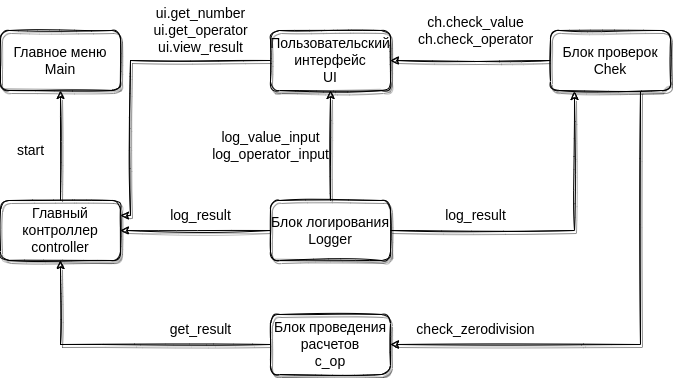 ui.get_number
ui.get_operator
ui.view_result
ch.check_value
ch.check_operator
Главное меню
Main
Пользовательский
интерфейс
UI
Блок проверок
Chek
start
log_value_input
log_operator_input
Главный
контроллер
controller
log_result
Блок логирования
Logger
log_result
get_result
Блок проведения
расчетов
c_op
check_zerodivision